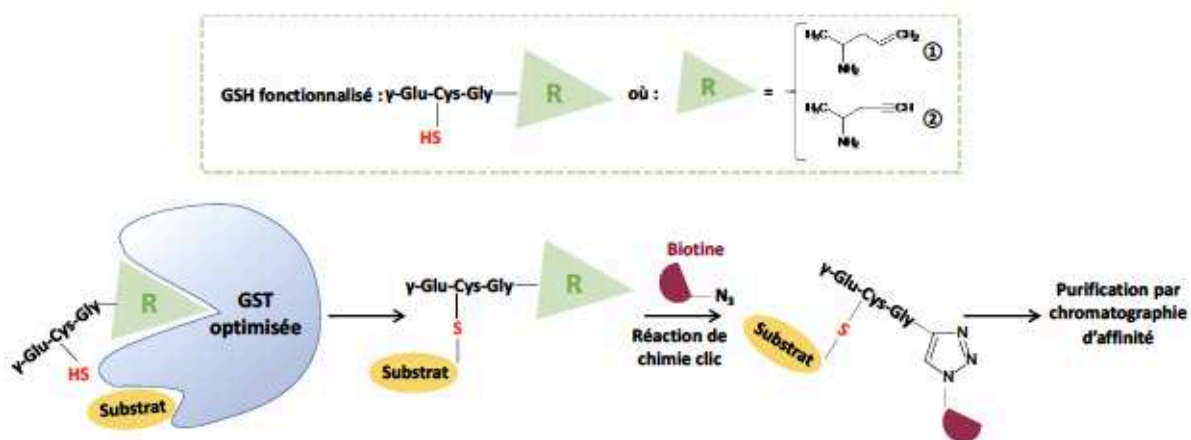 H₃C CH₂
NH₂ ①
GSH fonctionnalisé : γ-Glu-Cys-Gly R où : R =
HS
H₃C CH
NH₂ ②
γ-Glu-Cys-Gly
R
HS
Substrat
GST
optimisée
γ-Glu-Cys-Gly R
S
Substrat
Biotine
N₃
Réaction de
chimie clic
γ-Glu-Cys-Gly
S
Substrat
N
N
N
Purification par
chromatographie
d'affinité